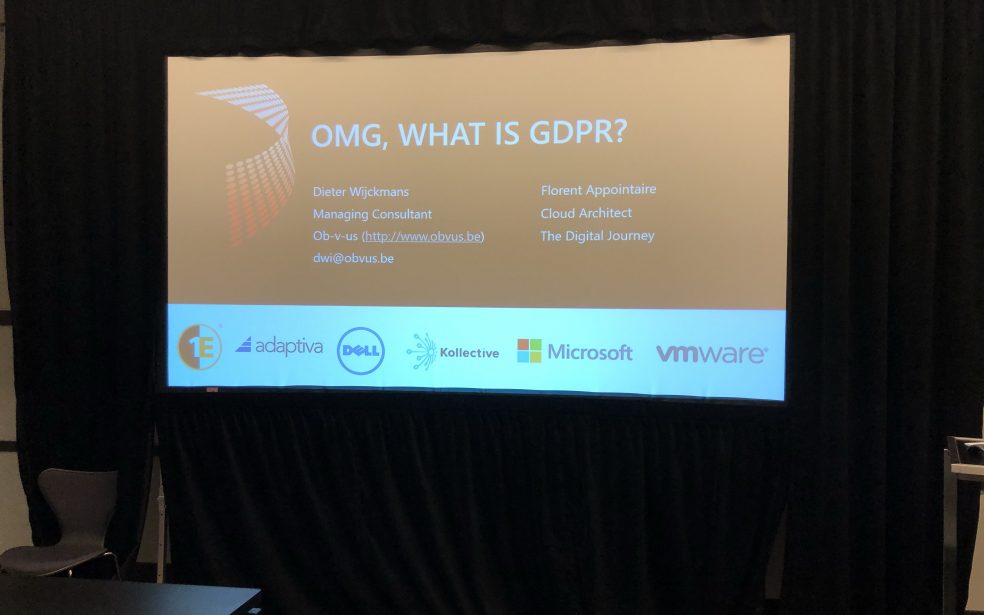 OMG, WHAT IS GDPR?
Dieter Wijckmans
Managing Consultant
Ob-v-us (http://www.obvus.be)
dwi@obvus.be
Florent Appointaire
Cloud Architect
The Digital Journey
1E
adaptiva
DELL
Kollective
Microsoft
vmware®